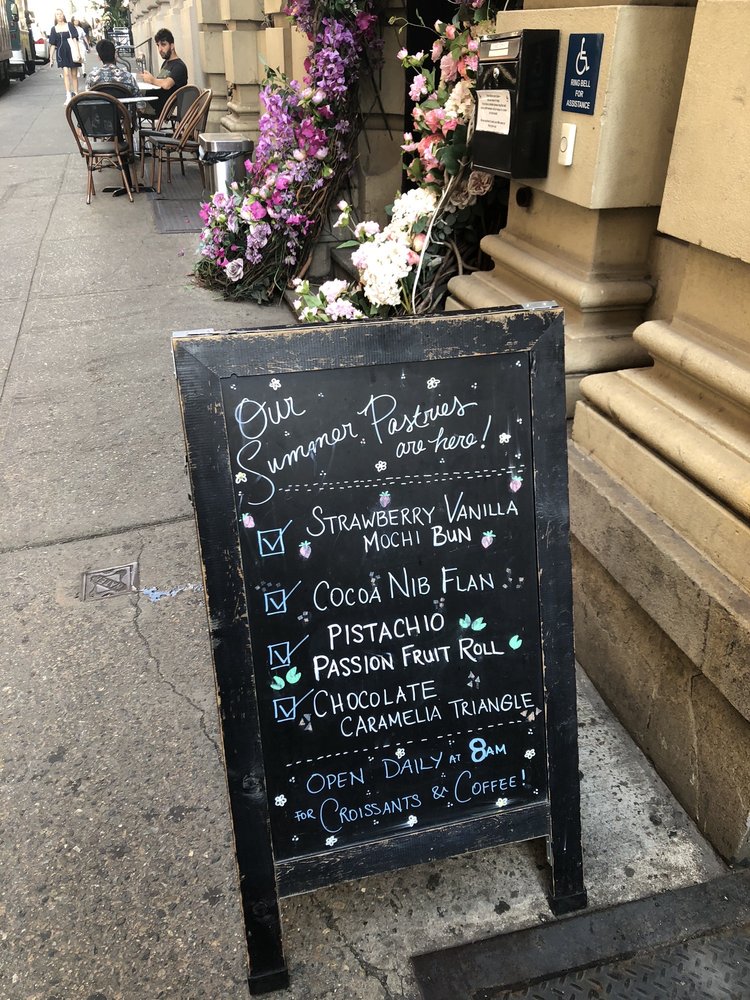 RING BELL
FOR
ASSISTANCE
Our
Summer Pastries
are here!
STRAWBERRY VANILLA
MOCHI BUN
COCOA NIB FLAN
PISTACHIO
PASSION FRUIT ROLL
CHOCOLATE
CARAMELIA TRIANGLE
OPEN DAILY AT 8AM
FOR CROISSANTS & COFFEE!